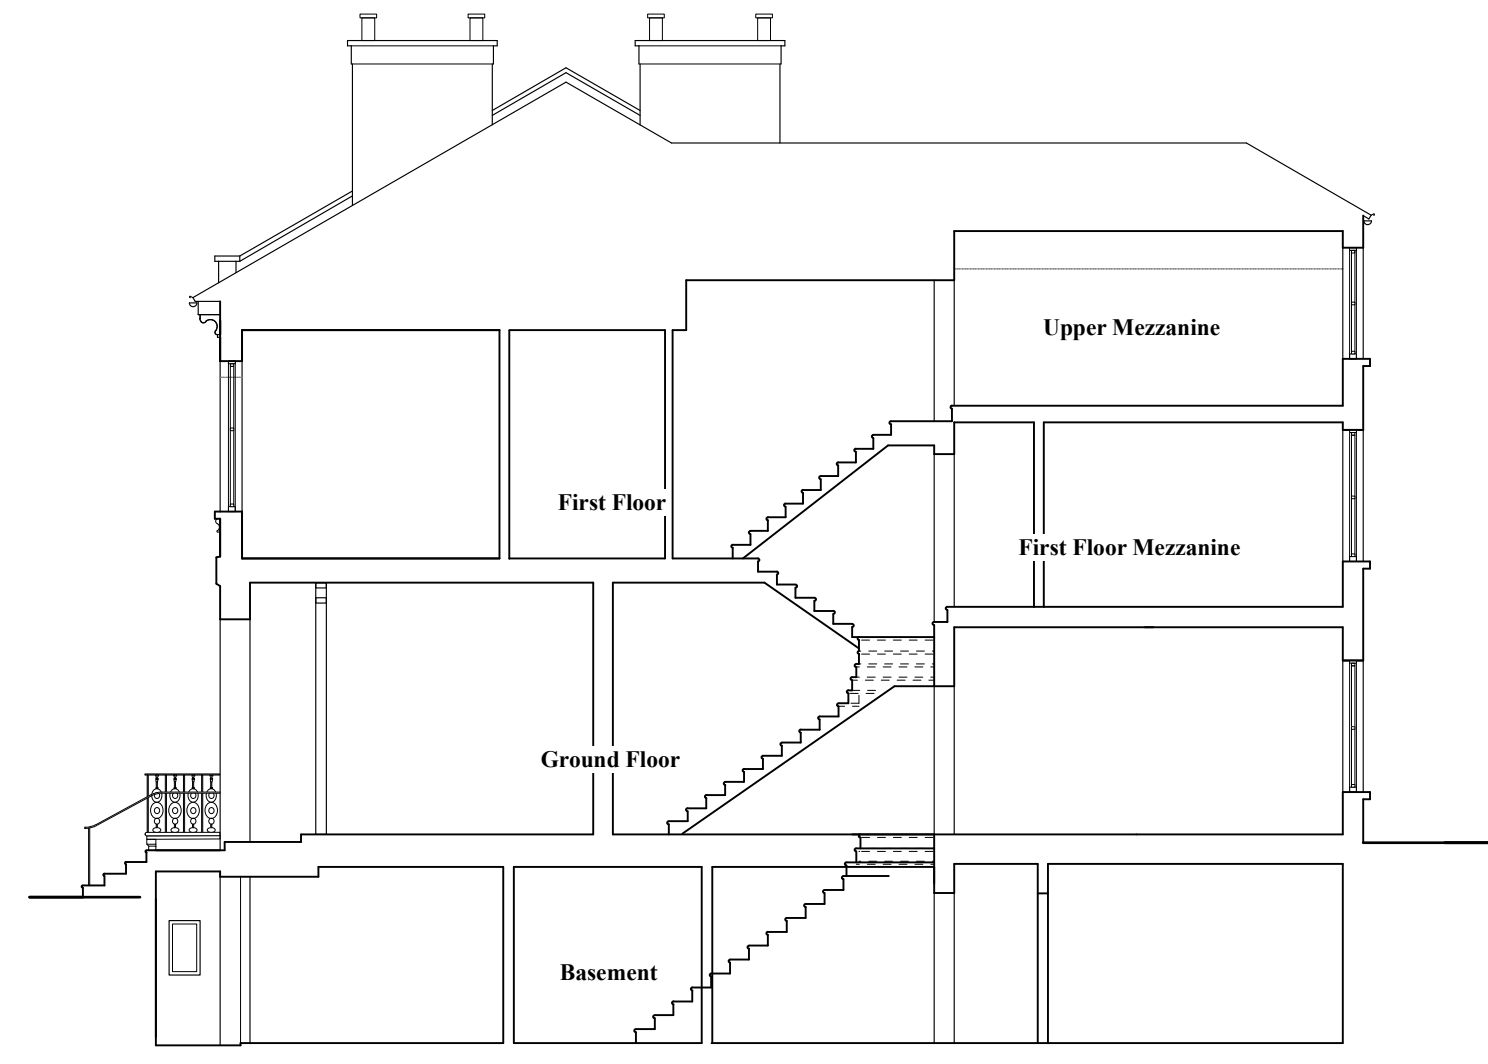 Upper Mezzanine
First Floor
First Floor Mezzanine
Ground Floor
Basement